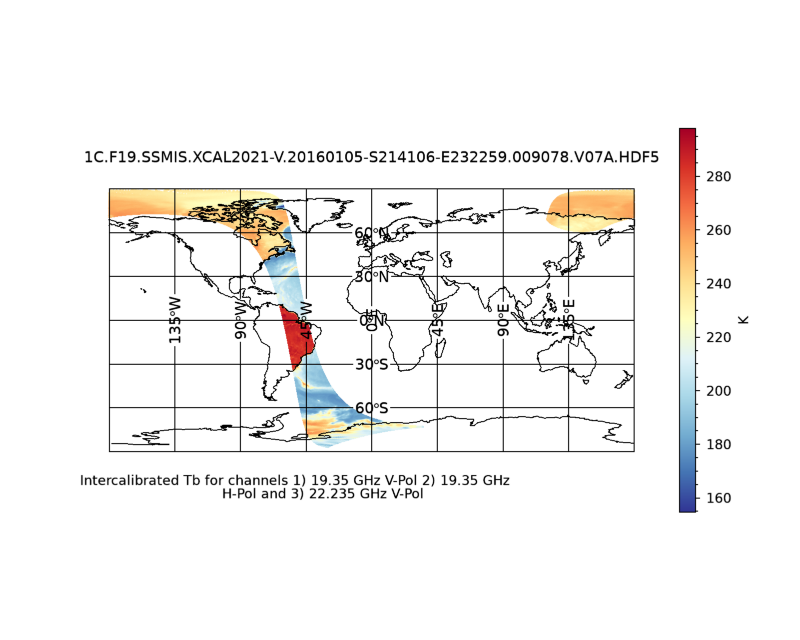 1C.F19.SSMIS.XCAL2021-V.20160105-S214106-E232259.009078.V07A.HDF5
280
260
240
220
200
180
160
K
60°N
30°N
0°N
30°S
60°S
135°W
90°W
45°W
0°E
45°E
90°E
135°E
Intercalibrated Tb for channels 1) 19.35 GHz V-Pol 2) 19.35 GHz
H-Pol and 3) 22.235 GHz V-Pol